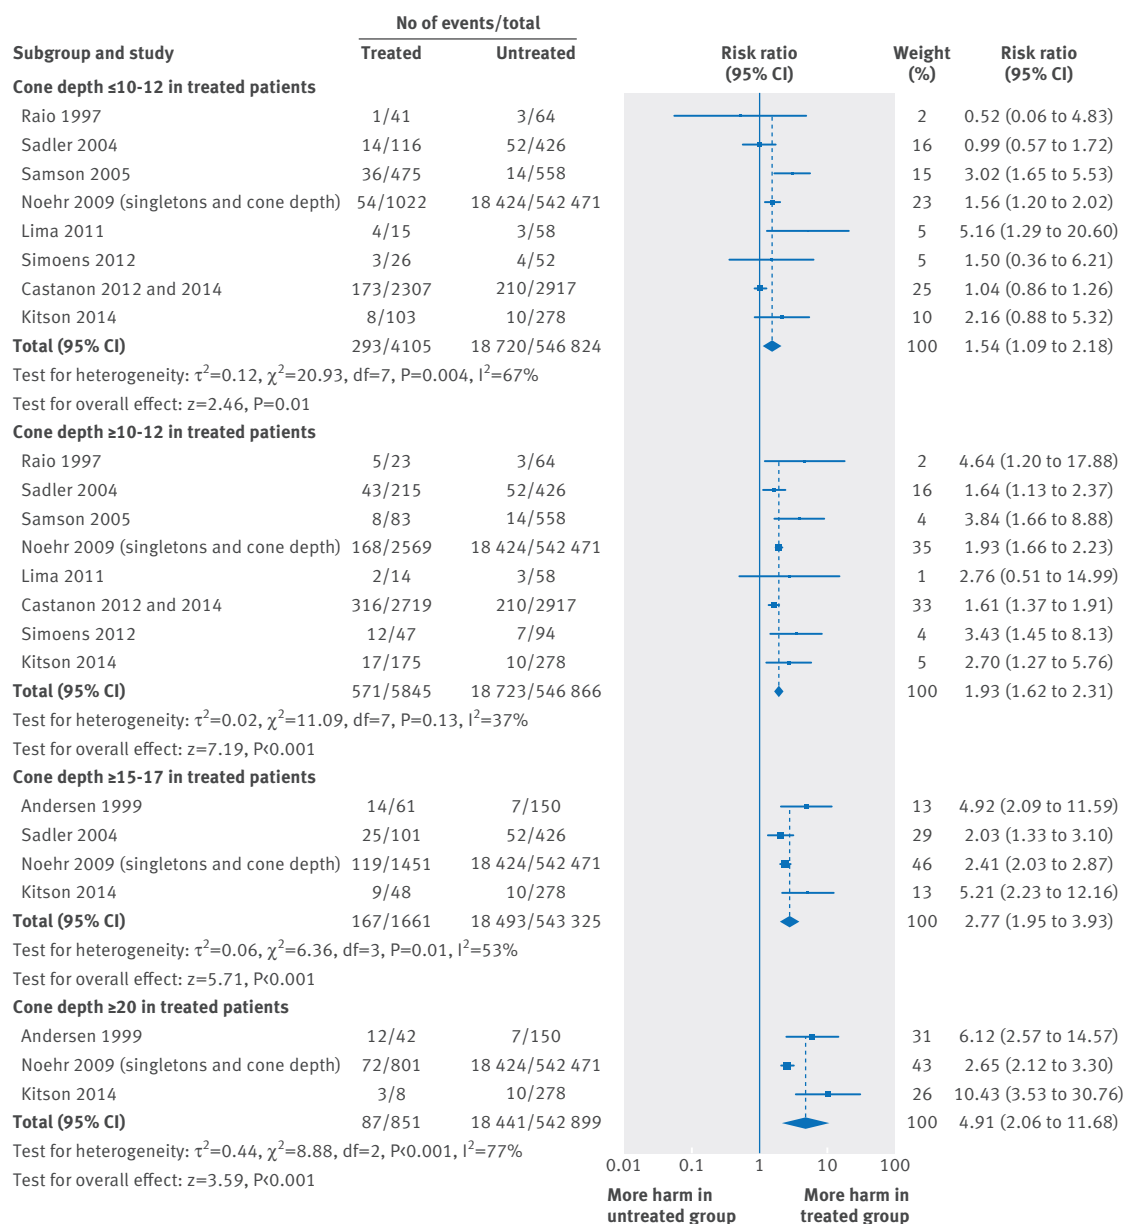 No of events/total
Subgroup and study Treated Untreated Risk ratio (95% CI) Weight (%) Risk ratio (95% CI)
Cone depth ≤10-12 in treated patients
Raio 1997 1/41 3/64 2 0.52 (0.06 to 4.83)
Sadler 2004 14/116 52/426 16 0.99 (0.57 to 1.72)
Samson 2005 36/475 14/558 15 3.02 (1.65 to 5.53)
Noehr 2009 (singletons and cone depth) 54/1022 18 424/542 471 23 1.56 (1.20 to 2.02)
Lima 2011 4/15 3/58 5 5.16 (1.29 to 20.60)
Simoens 2012 3/26 4/52 5 1.50 (0.36 to 6.21)
Castanon 2012 and 2014 173/2307 210/2917 25 1.04 (0.86 to 1.26)
Kitson 2014 8/103 10/278 10 2.16 (0.88 to 5.32)
Total (95% CI) 293/4105 18 720/546 824 100 1.54 (1.09 to 2.18)
Test for heterogeneity: τ²=0.12, χ²=20.93, df=7, P=0.004, I²=67%
Test for overall effect: z=2.46, P=0.01
Cone depth ≥10-12 in treated patients
Raio 1997 5/23 3/64 2 4.64 (1.20 to 17.88)
Sadler 2004 43/215 52/426 16 1.64 (1.13 to 2.37)
Samson 2005 8/83 14/558 4 3.84 (1.66 to 8.88)
Noehr 2009 (singletons and cone depth) 168/2569 18 424/542 471 35 1.93 (1.66 to 2.23)
Lima 2011 2/14 3/58 1 2.76 (0.51 to 14.99)
Castanon 2012 and 2014 316/2719 210/2917 33 1.61 (1.37 to 1.91)
Simoens 2012 12/47 7/94 4 3.43 (1.45 to 8.13)
Kitson 2014 17/175 10/278 5 2.70 (1.27 to 5.76)
Total (95% CI) 571/5845 18 723/546 866 100 1.93 (1.62 to 2.31)
Test for heterogeneity: τ²=0.02, χ²=11.09, df=7, P=0.13, I²=37%
Test for overall effect: z=7.19, P<0.001
Cone depth ≥15-17 in treated patients
Andersen 1999 14/61 7/150 13 4.92 (2.09 to 11.59)
Sadler 2004 25/101 52/426 29 2.03 (1.33 to 3.10)
Noehr 2009 (singletons and cone depth) 119/1451 18 424/542 471 46 2.41 (2.03 to 2.87)
Kitson 2014 9/48 10/278 13 5.21 (2.23 to 12.16)
Total (95% CI) 167/1661 18 493/543 325 100 2.77 (1.95 to 3.93)
Test for heterogeneity: τ²=0.06, χ²=6.36, df=3, P=0.01, I²=53%
Test for overall effect: z=5.71, P<0.001
Cone depth ≥20 in treated patients
Andersen 1999 12/42 7/150 31 6.12 (2.57 to 14.57)
Noehr 2009 (singletons and cone depth) 72/801 18 424/542 471 43 2.65 (2.12 to 3.30)
Kitson 2014 3/8 10/278 26 10.43 (3.53 to 30.76)
Total (95% CI) 87/851 18 441/542 899 100 4.91 (2.06 to 11.68)
Test for heterogeneity: τ²=0.44, χ²=8.88, df=2, P<0.001, I²=77%
Test for overall effect: z=3.59, P<0.001
0.01 0.1 1 10 100
More harm in untreated group
More harm in treated group